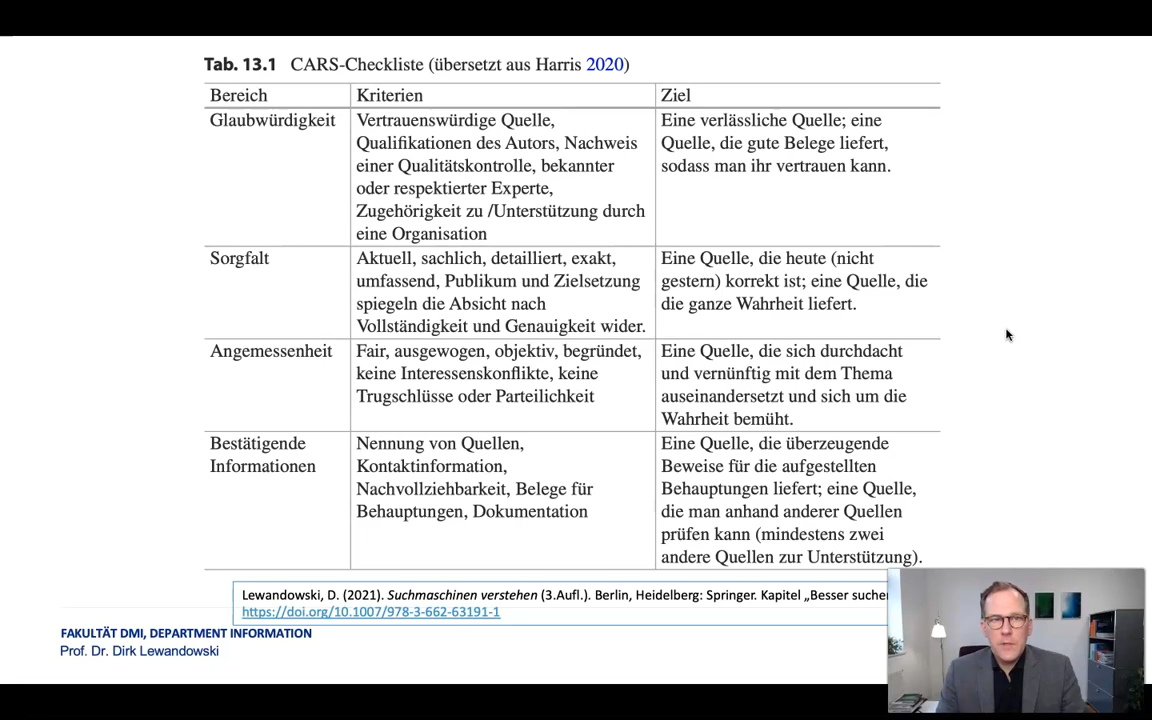 Tab. 13.1 CARS-Checkliste (übersetzt aus Harris 2020)
Bereich Kriterien Ziel
Glaubwürdigkeit
Vertrauenswürdige Quelle,
Qualifikationen des Autors, Nachweis
einer Qualitätskontrolle, bekannter
oder respektierter Experte,
Zugehörigkeit zu /Unterstützung durch
eine Organisation
Eine verlässliche Quelle; eine
Quelle, die gute Belege liefert,
sodass man ihr vertrauen kann.
Sorgfalt
Aktuell, sachlich, detailliert, exakt,
umfassend, Publikum und Zielsetzung
spiegeln die Absicht nach
Vollständigkeit und Genauigkeit wider.
Eine Quelle, die heute (nicht
gestern) korrekt ist; eine Quelle, die
die ganze Wahrheit liefert.
Angemessenheit
Fair, ausgewogen, objektiv, begründet,
keine Interessenskonflikte, keine
Trugschlüsse oder Parteilichkeit
Eine Quelle, die sich durchdacht
und vernünftig mit dem Thema
auseinandersetzt und sich um die
Wahrheit bemüht.
Bestätigende
Informationen
Nennung von Quellen,
Kontaktinformation,
Nachvollziehbarkeit, Belege für
Behauptungen, Dokumentation
Eine Quelle, die überzeugende
Beweise für die aufgestellten
Behauptungen liefert; eine Quelle,
die man anhand anderer Quellen
prüfen kann (mindestens zwei
andere Quellen zur Unterstützung).
Lewandowski, D. (2021). Suchmaschinen verstehen (3.Aufl.). Berlin, Heidelberg: Springer. Kapitel „Besser suche
https://doi.org/10.1007/978-3-662-63191-1
FAKULTÄT DMI, DEPARTMENT INFORMATION
Prof. Dr. Dirk Lewandowski